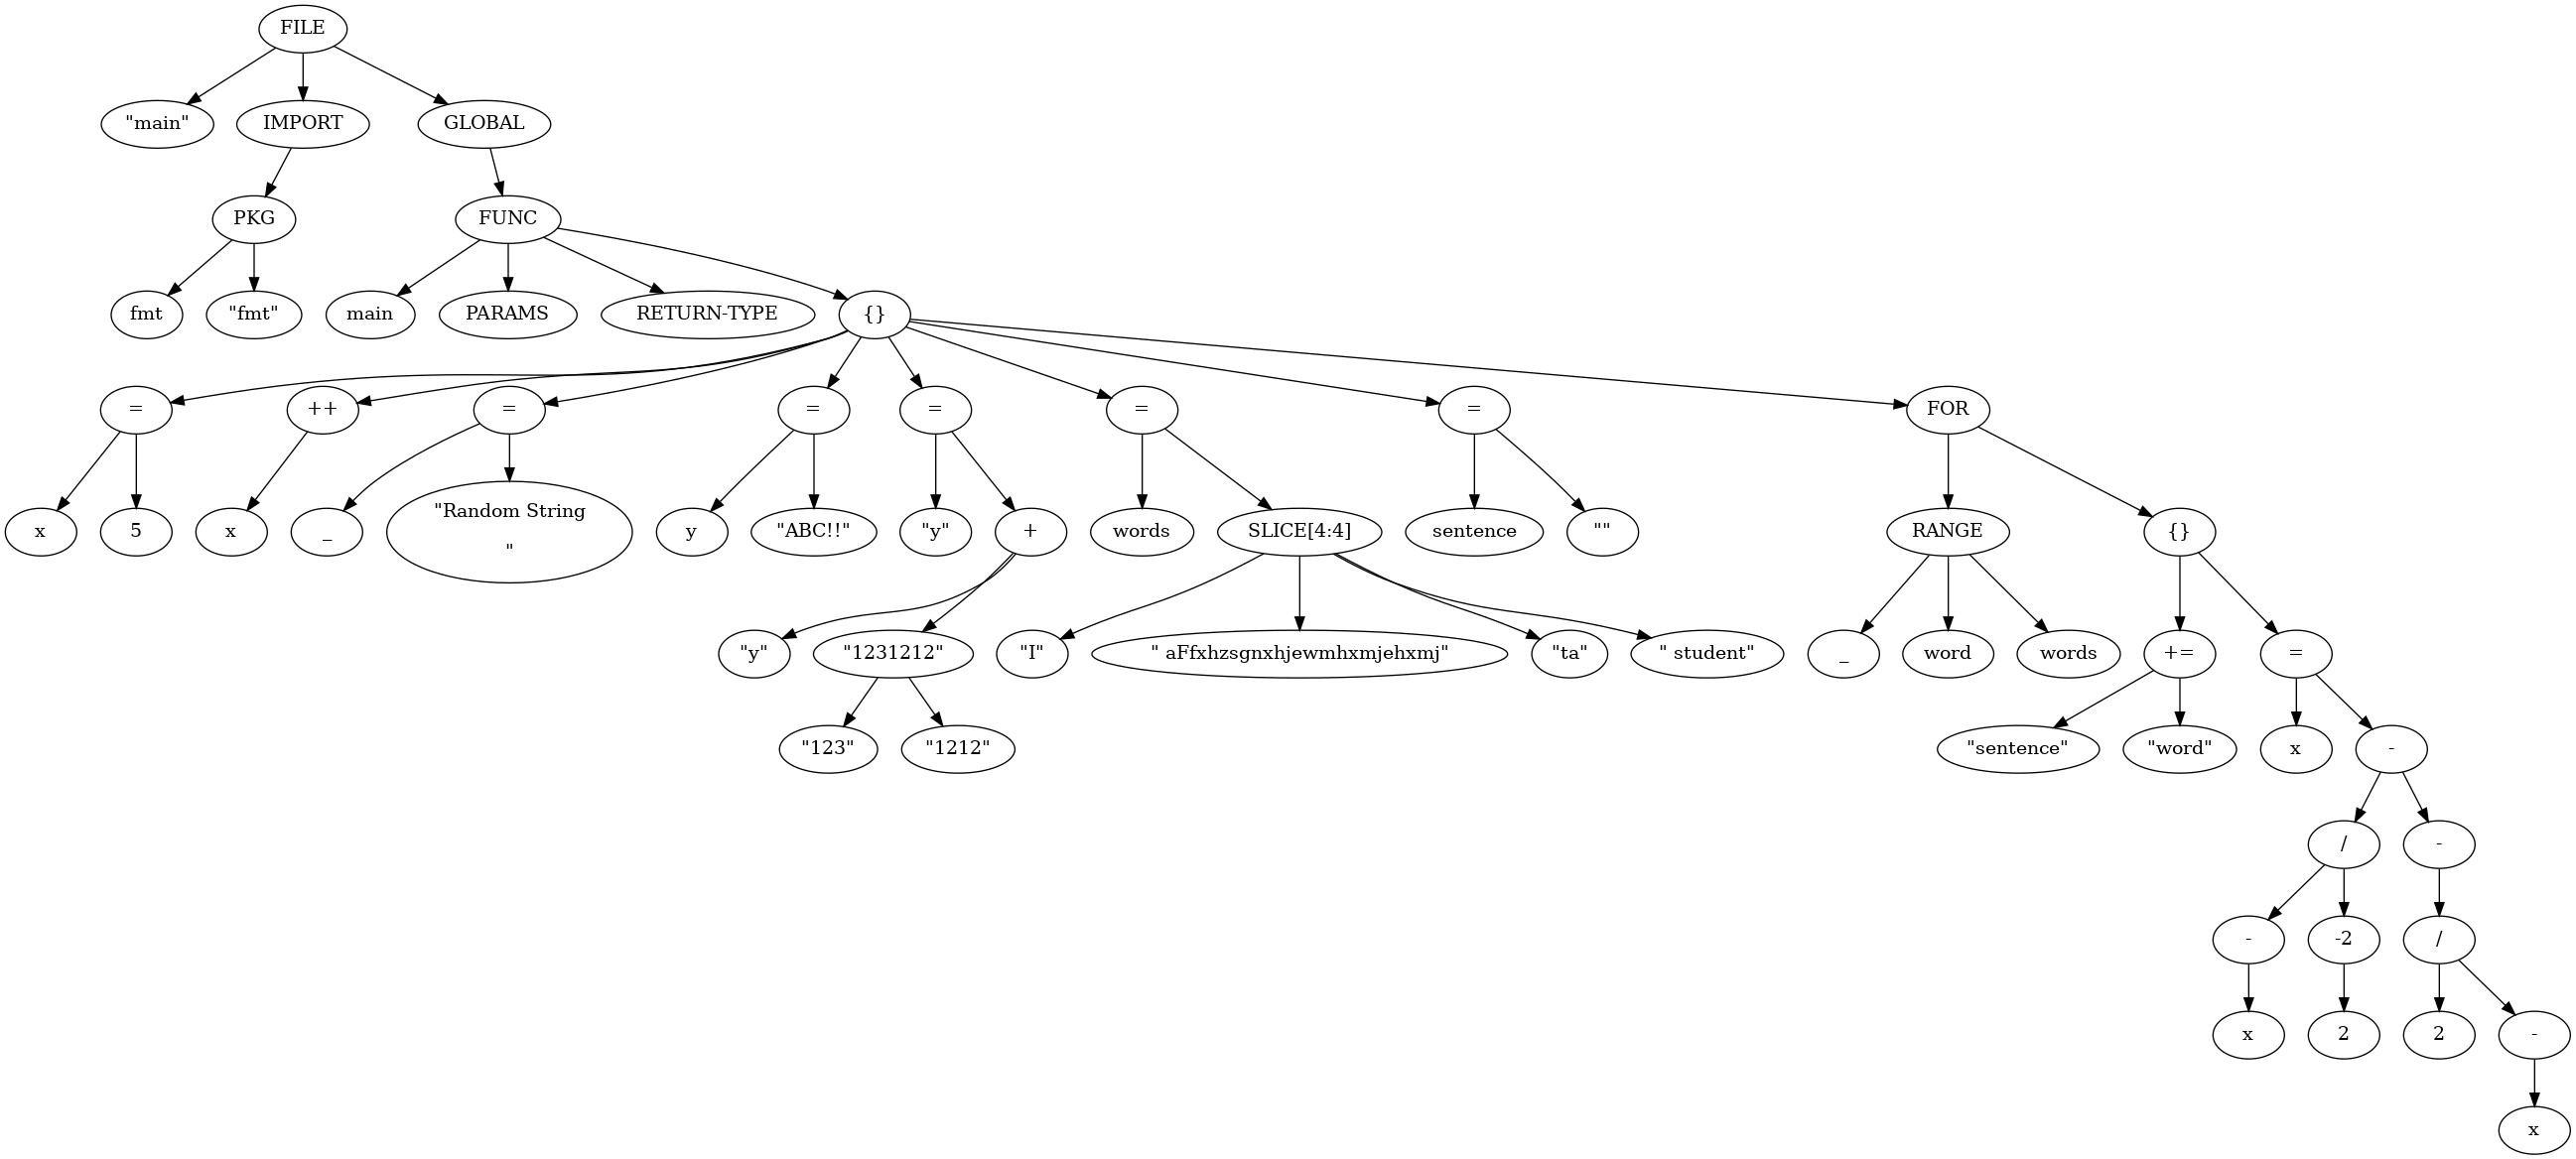 FILE
"main"
IMPORT
GLOBAL
PKG
FUNC
fmt
"fmt"
main
PARAMS
RETURN-TYPE
{}
=
++
=
=
=
=
=
FOR
x
5
x
_
"Random String
"
y
"ABC!!"
"y"
+
words
SLICE[4:4]
sentence
""
RANGE
{}
"y"
"1231212"
"I"
" aFfxhzsgnxhjewmhxmjehxmj"
"ta"
" student"
_
word
words
+=
=
"123"
"1212"
"sentence"
"word"
x
-
/
-
-
-2
/
x
2
2
-
x